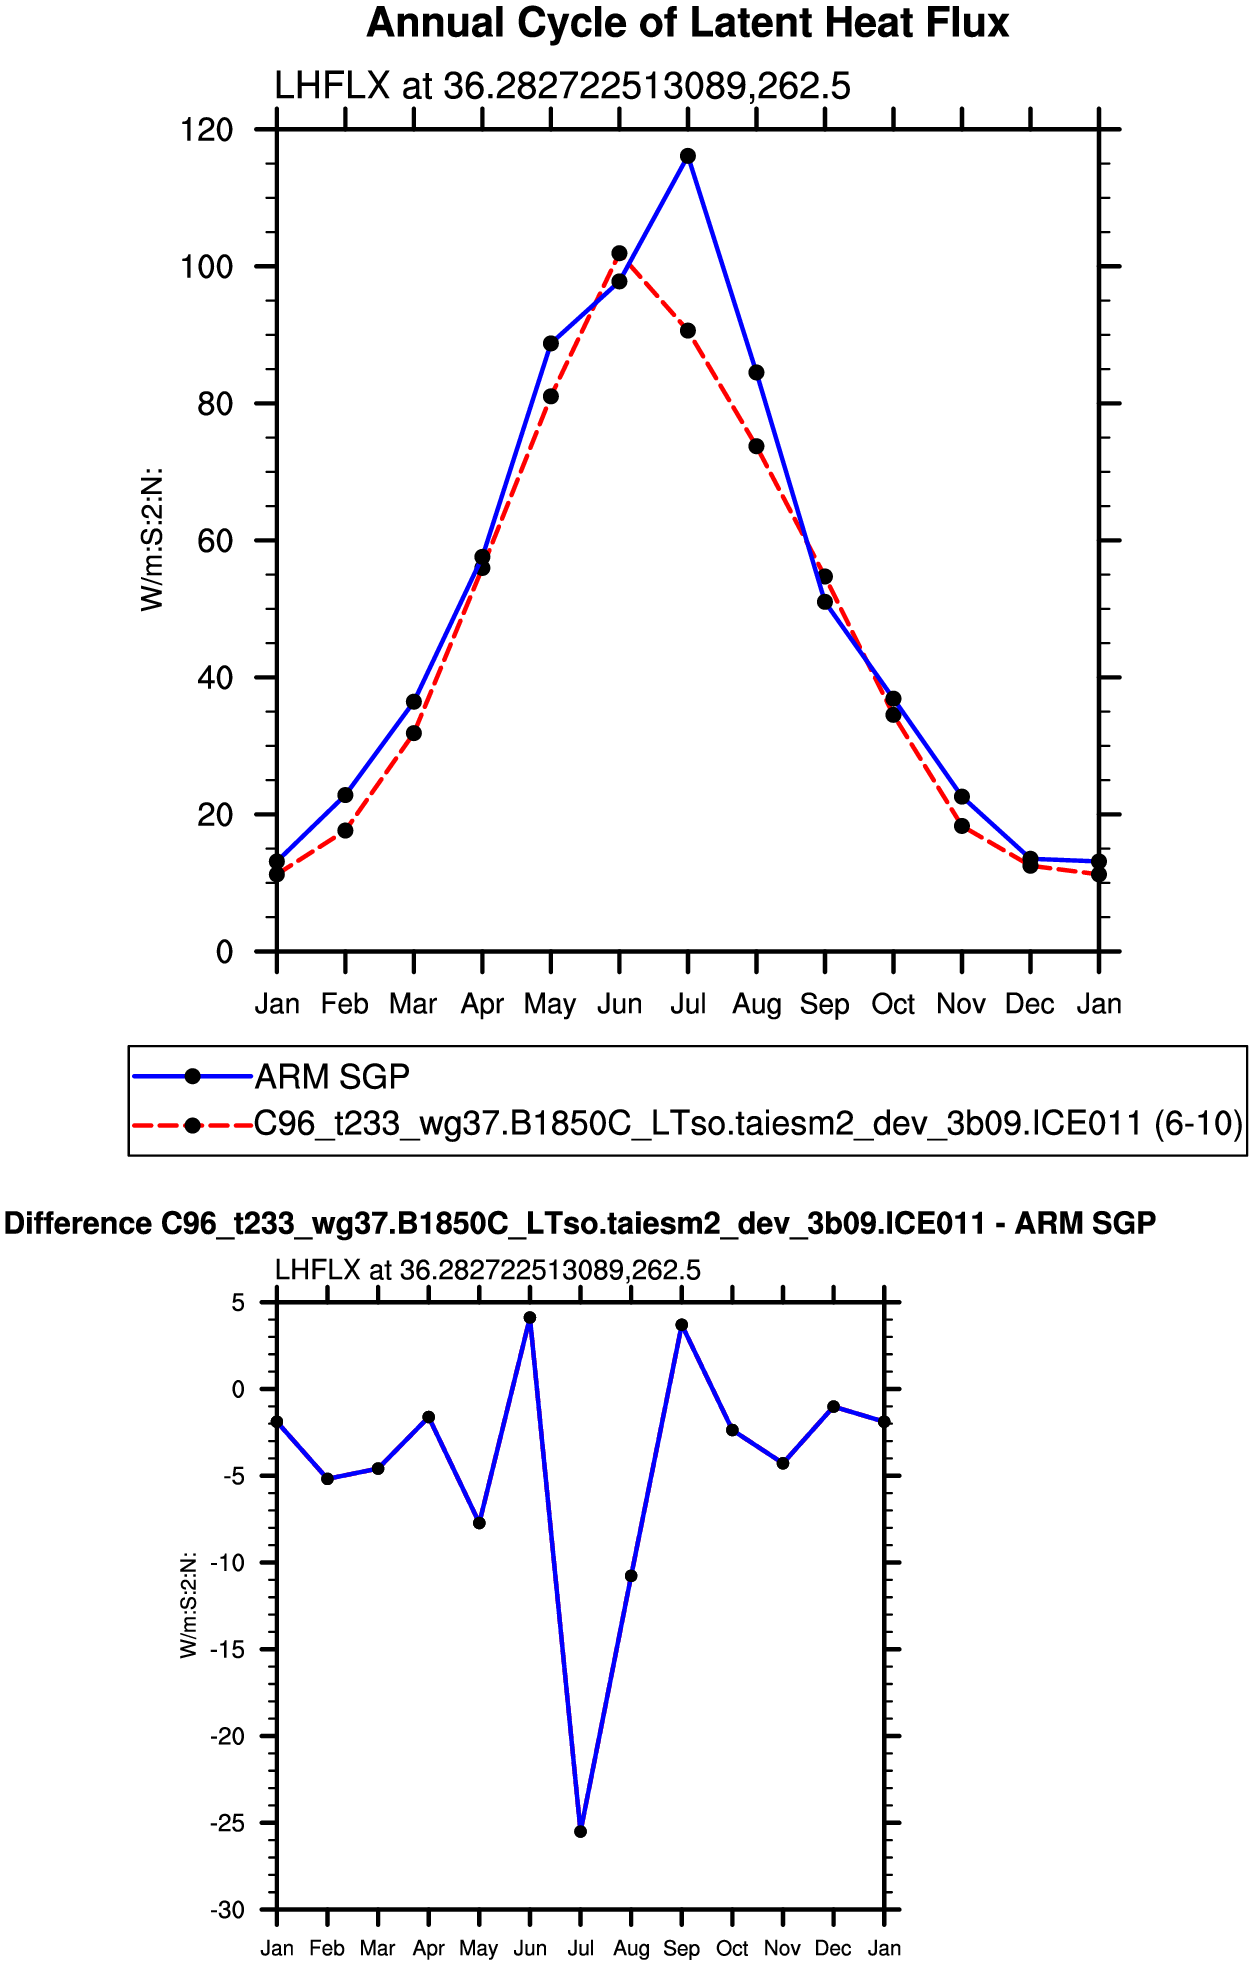 Annual Cycle of Latent Heat Flux
LHFLX at 36.282722513089,262.5
120
100
80
60
40
20
0
W/m:S:2:N:
Jan Feb Mar Apr May Jun Jul Aug Sep Oct Nov Dec Jan
ARM SGP
C96_t233_wg37.B1850C_LTso.taiesm2_dev_3b09.ICE011 (6-10)
Difference C96_t233_wg37.B1850C_LTso.taiesm2_dev_3b09.ICE011 - ARM SGP
LHFLX at 36.282722513089,262.5
5
0
-5
-10
-15
-20
-25
-30
W/m:S:2:N:
Jan Feb Mar Apr May Jun Jul Aug Sep Oct Nov Dec Jan